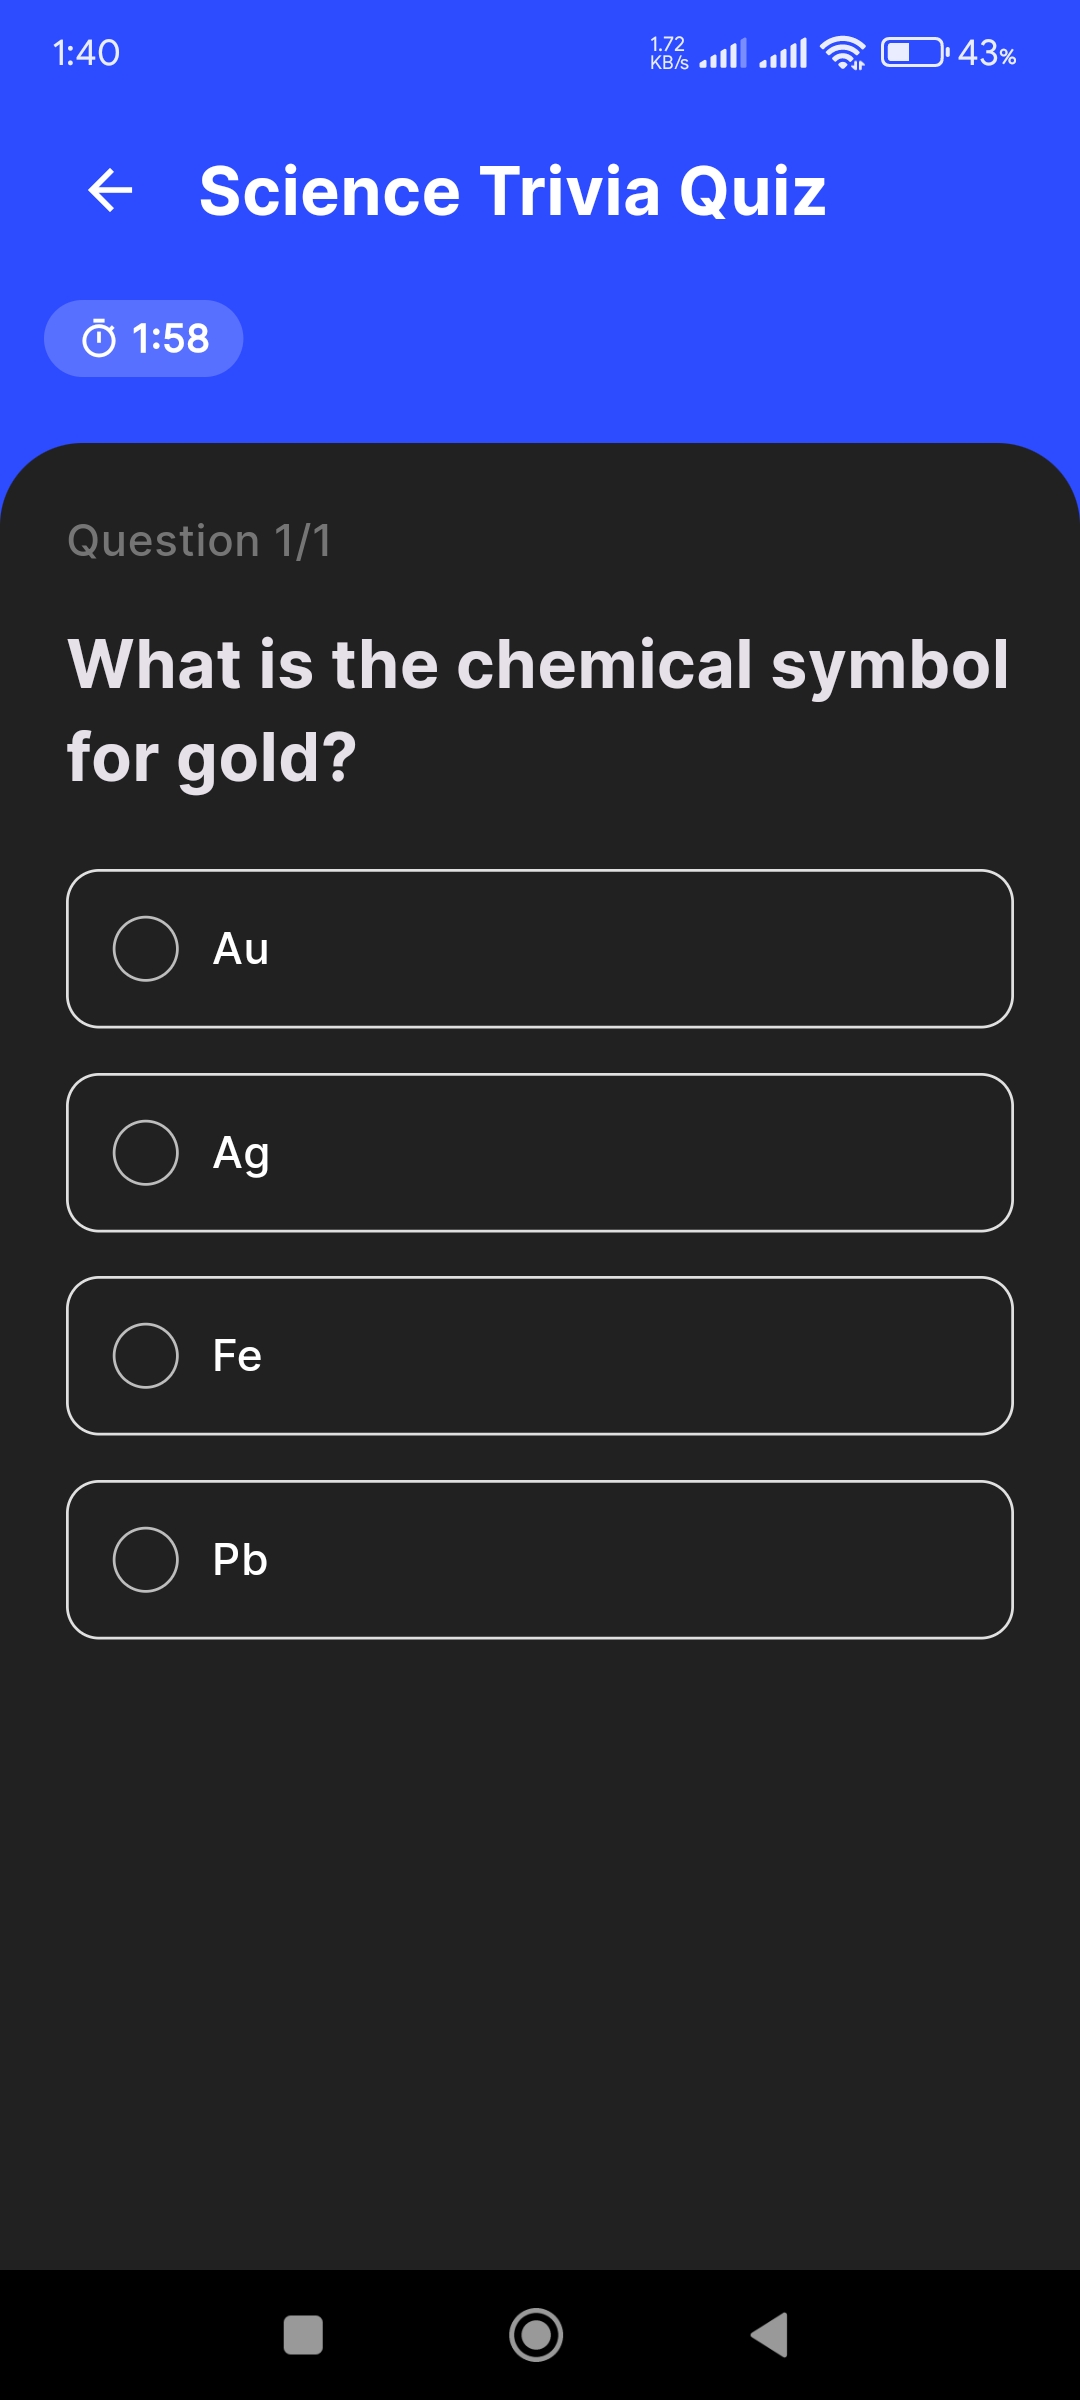 1:40
1.72
KB/s
43%
Science Trivia Quiz
1:58
Question 1/1
What is the chemical symbol
for gold?
Au
Ag
Fe
Pb